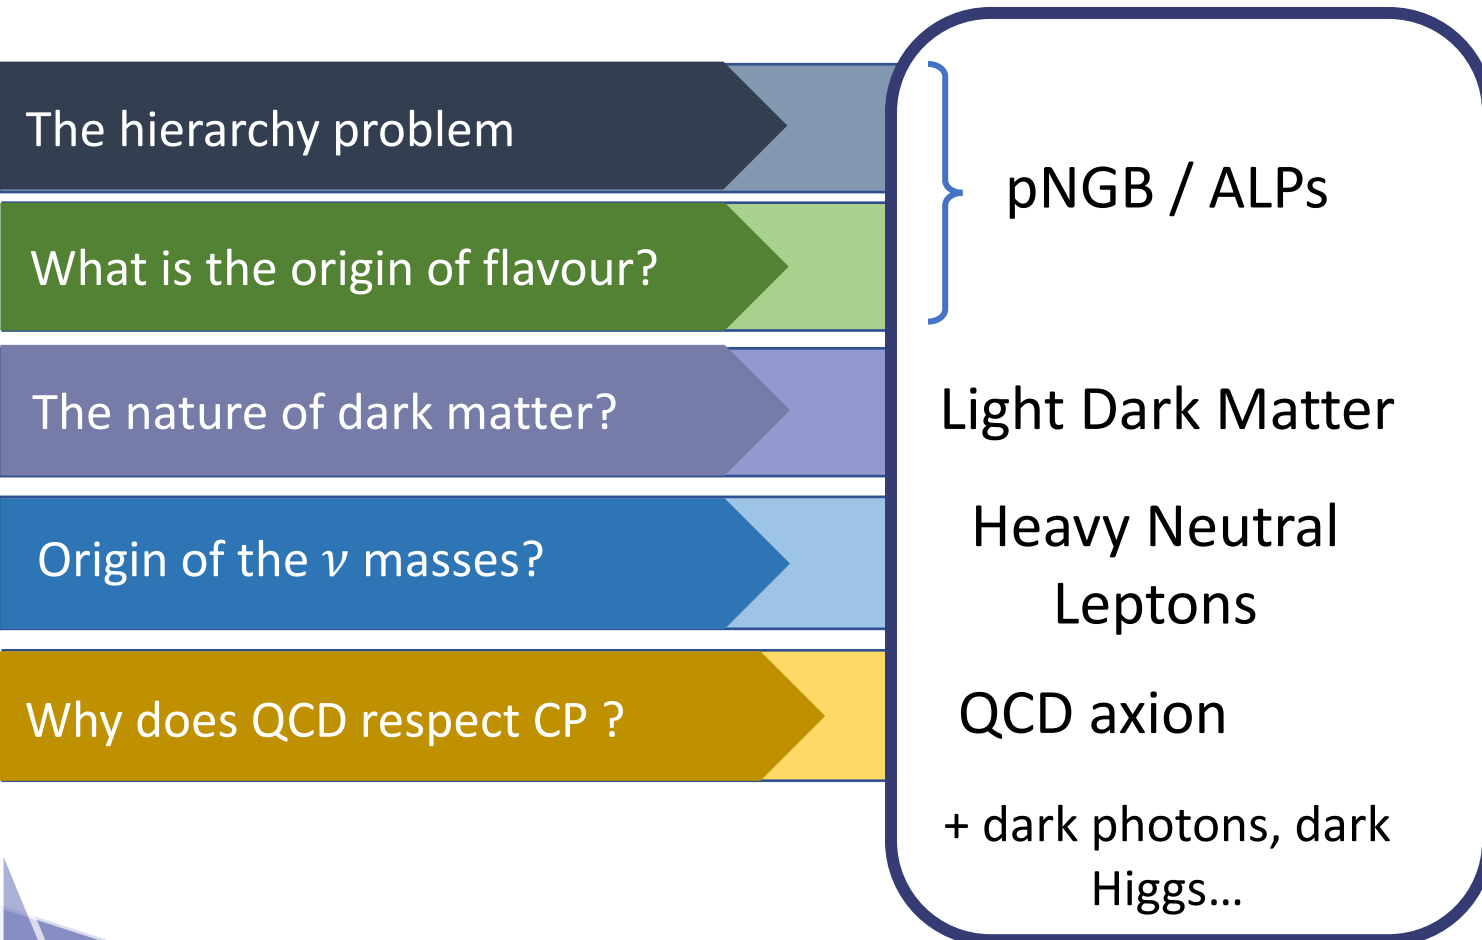 The hierarchy problem
What is the origin of flavour?
The nature of dark matter?
Origin of the ν masses?
Why does QCD respect CP ?
pNGB / ALPs
Light Dark Matter
Heavy Neutral
Leptons
QCD axion
+ dark photons, dark
Higgs…